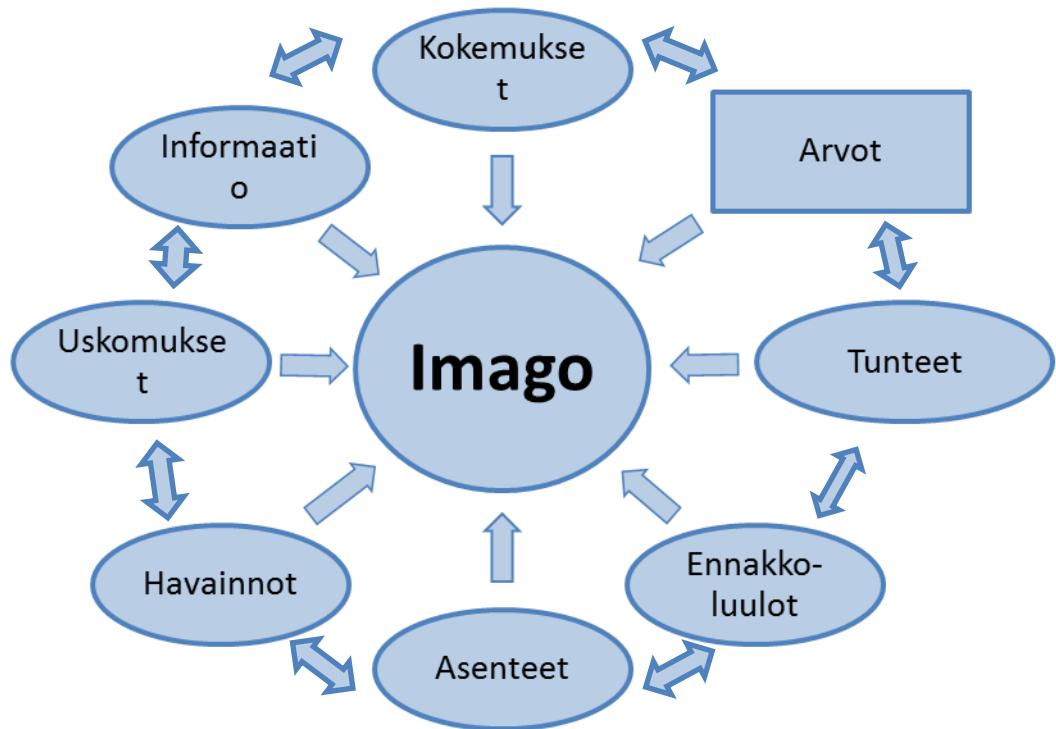 Kokemukse
t
Informaati
o
Arvot
Uskomukse
t
Imago
Tunteet
Havainnot
Ennakko-
luulot
Asenteet